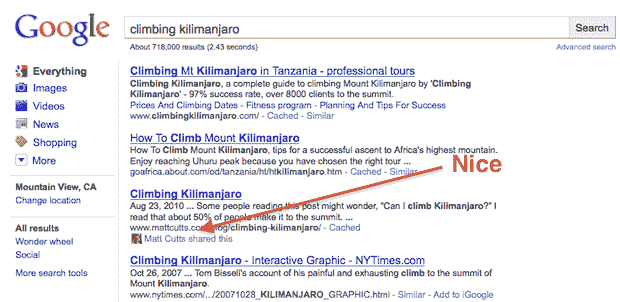 Google
climbing kilimanjaro
Search
About 718,000 results (2.43 seconds)
Advanced search
Everything
Images
Videos
News
Shopping
More
Mountain View, CA
Change location
All results
Wonder wheel
Social
More search tools
Climbing Mt Kilimanjaro in Tanzania - professional tours
Climbing Kilimanjaro, a complete guide to climbing Mount Kilimanjaro by 'Climbing
Kilimanjaro' - 97% success rate, over 8000 clients to the summit.
Prices And Climbing Dates - Fitness program - Planning And Tips For Success
www.climbingkilimanjaro.com/ - Cached - Similar
How To Climb Mount Kilimanjaro
How To Climb Mount Kilimanjaro, tips for a successful ascent to Africa's highest mountain.
Enjoy reaching Uhuru peak because you have chosen the right tour ...
goafrica.about.com/od/tanzania/ht/htkilimanjaro.htm - Cached - Similar
Nice
Climbing Kilimanjaro
Aug 23, 2010 ... Some people reading this post might wonder, "Can I climb Kilimanjaro?" I
read that about 50% of people make it to the summit. ...
www.mattcutts.com/blog/climbing-kilimanjaro/ - Cached
Matt Cutts shared this
Climbing Kilimanjaro - Interactive Graphic - NYTimes.com
Oct 26, 2007 ... Tom Bissell's account of his painful and exhausting climb to the summit of
Mount Kilimanjaro.
www.nytimes.com/.../20071028_KILIMANJARO_GRAPHIC.html - Similar - Add to iGoogle